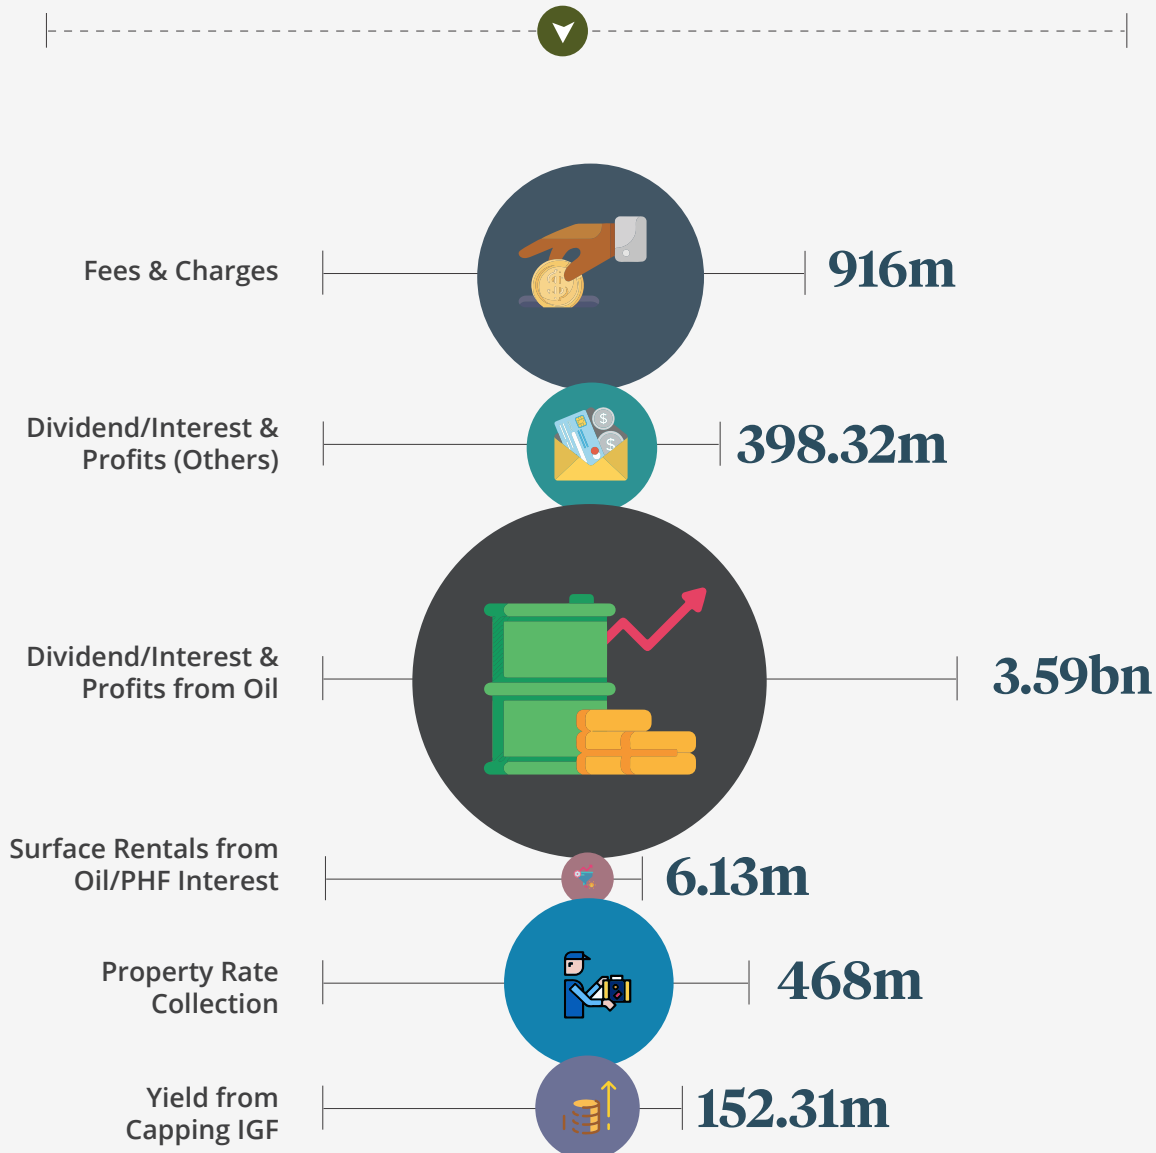 Fees & Charges
916m
Dividend/Interest &
Profits (Others)
398.32m
Dividend/Interest &
Profits from Oil
3.59bn
Surface Rentals from
Oil/PHF Interest
6.13m
Property Rate
Collection
468m
Yield from
Capping IGF
152.31m